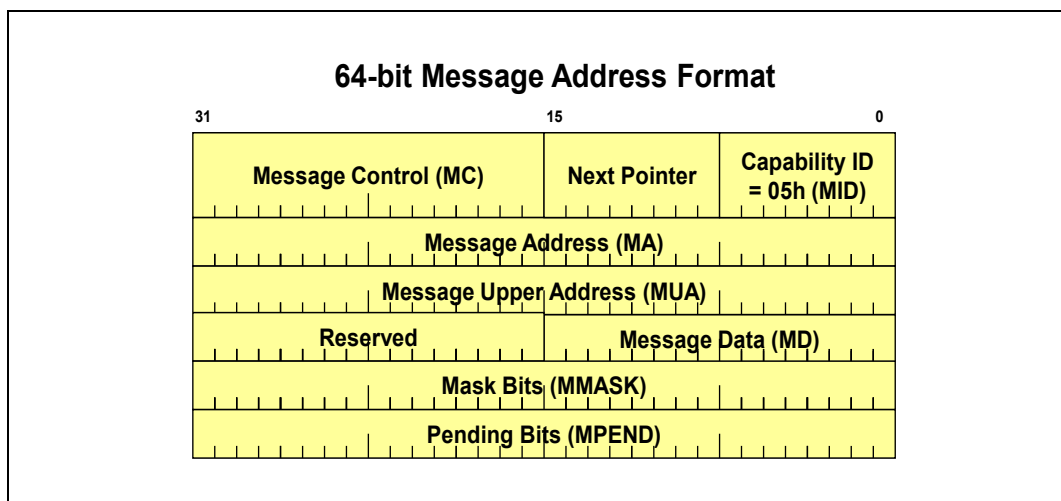 64-bit Message Address Format
31 15 0
Message Control (MC) Next Pointer Capability ID
= 05h (MID)
Message Address (MA)
Message Upper Address (MUA)
Reserved Message Data (MD)
Mask Bits (MMASK)
Pending Bits (MPEND)